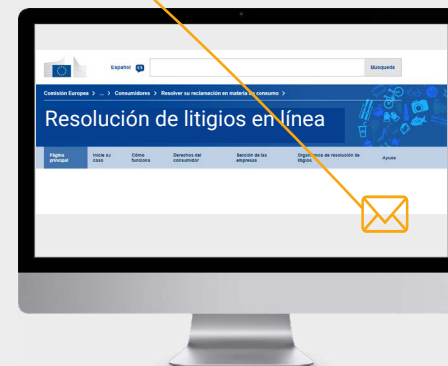 Español ES
Búsqueda
Comisión Europea > ... > Consumidores > Resolver su reclamación en materia de consumo >
Resolución de litigios en línea
Página principal
Inicie su caso
Cómo funciona
Derechos del consumidor
Sección de las empresas
Organismos de resolución de litigios
Ayuda